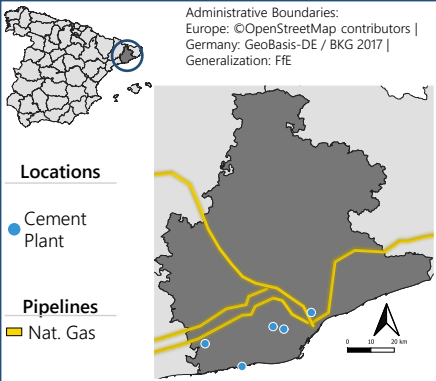 Administrative Boundaries:
Europe: ©OpenStreetMap contributors |
Germany: GeoBasis-DE / BKG 2017 |
Generalization: FfE
Locations
Cement
Plant
Pipelines
Nat. Gas
0 10 20 km